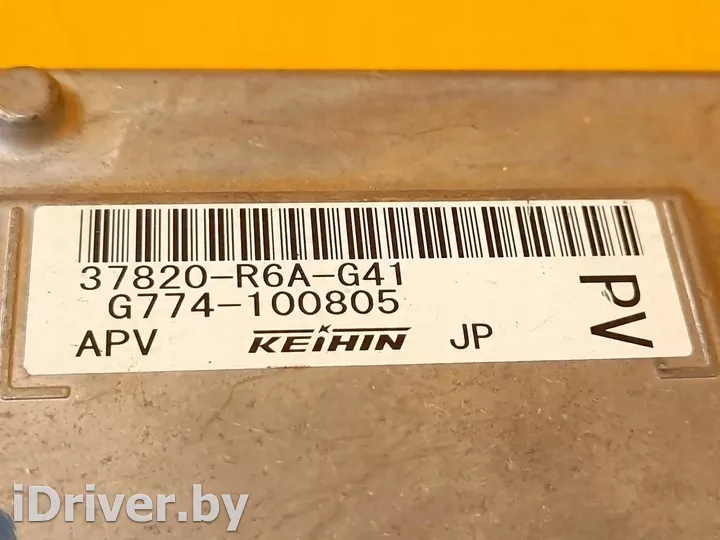 37820-R6A-G41
G774-100805
APV KEIHIN JP
PV
iDriver.by